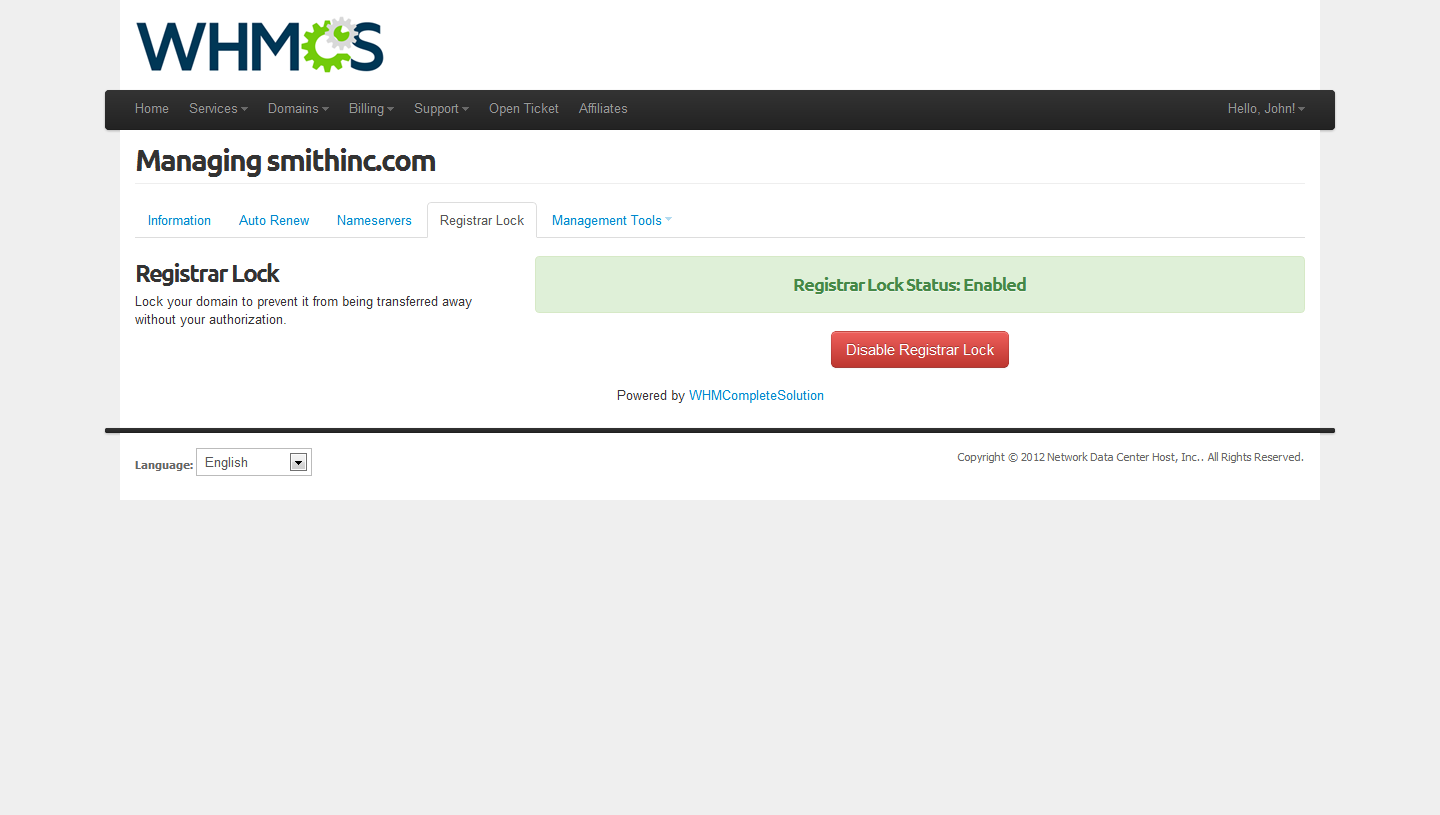 WHMCS
Home Services Domains Billing Support Open Ticket Affiliates Hello, John!
Managing smithinc.com
Information Auto Renew Nameservers Registrar Lock Management Tools
Registrar Lock
Lock your domain to prevent it from being transferred away
without your authorization.
Registrar Lock Status: Enabled
Disable Registrar Lock
Powered by WHMCompleteSolution
Language: English
Copyright © 2012 Network Data Center Host, Inc.. All Rights Reserved.